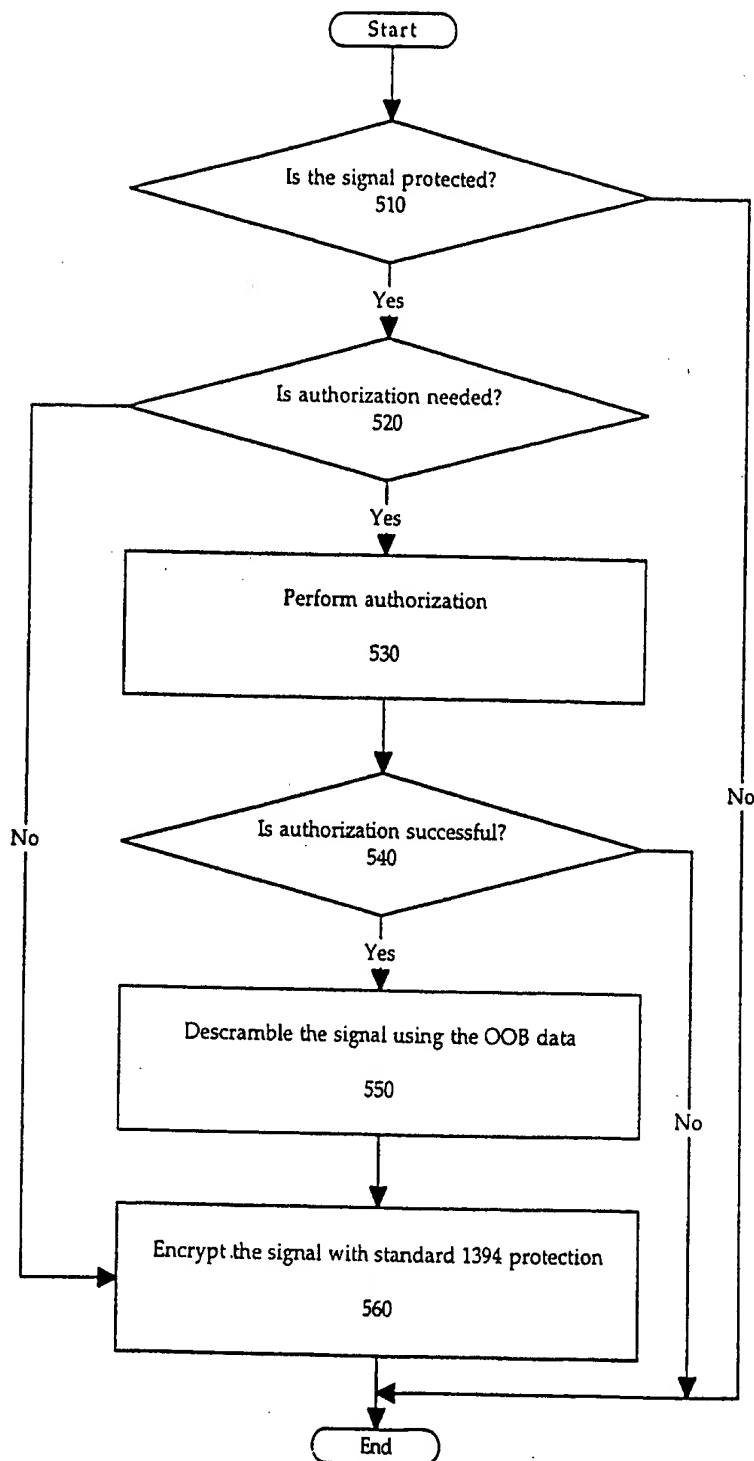 Start
Is the signal protected?
510
Yes
Is authorization needed?
520
Yes
Perform authorization
530
No
Is authorization successful?
540
No
Yes
Descramble the signal using the OOB data
550
No
Encrypt the signal with standard 1394 protection
560
End